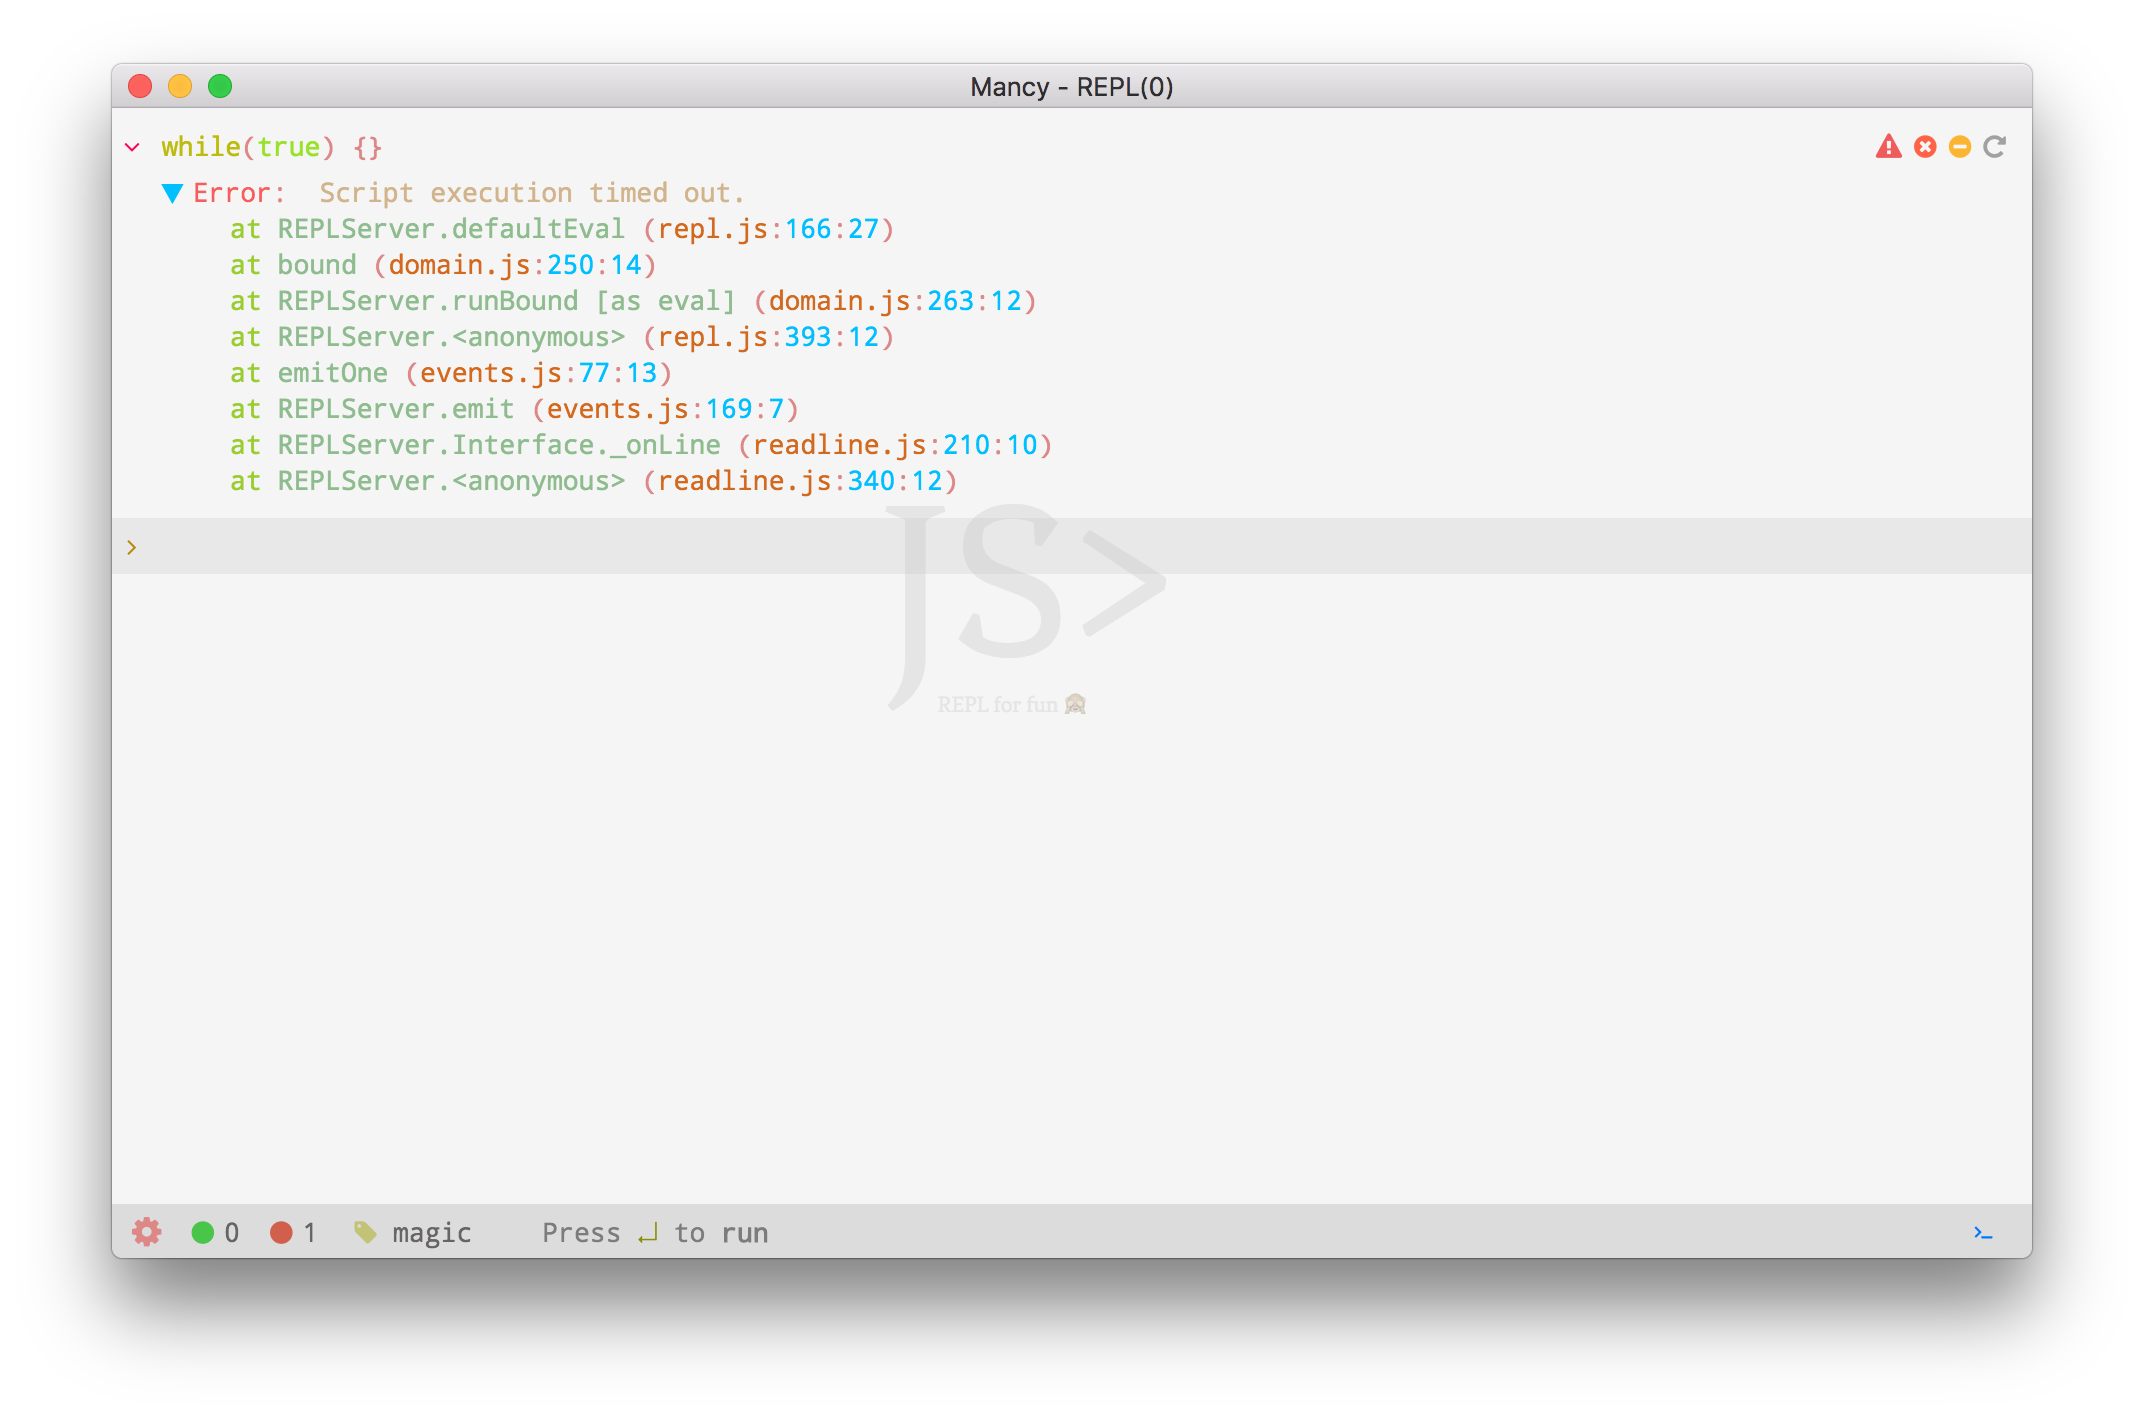 Mancy - REPL(0)
while(true) {}
Error: Script execution timed out.
at REPLServer.defaultEval (repl.js:166:27)
at bound (domain.js:250:14)
at REPLServer.runBound [as eval] (domain.js:263:12)
at REPLServer.<anonymous> (repl.js:393:12)
at emitOne (events.js:77:13)
at REPLServer.emit (events.js:169:7)
at REPLServer.Interface._onLine (readline.js:210:10)
at REPLServer.<anonymous> (readline.js:340:12)
JS>
REPL for fun 🙈
0 1 magic Press ↵ to run